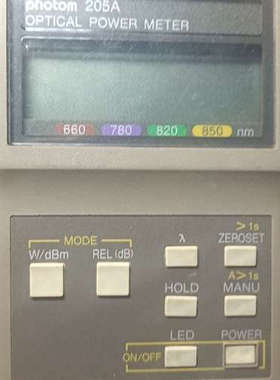 photom 205A
OPTICAL POWER METER
660 780 820 850 nm
> 1s
MODE λ ZEROSET
W/dBm REL (dB)
A> 1s
HOLD MANU
LED POWER
ON/OFF